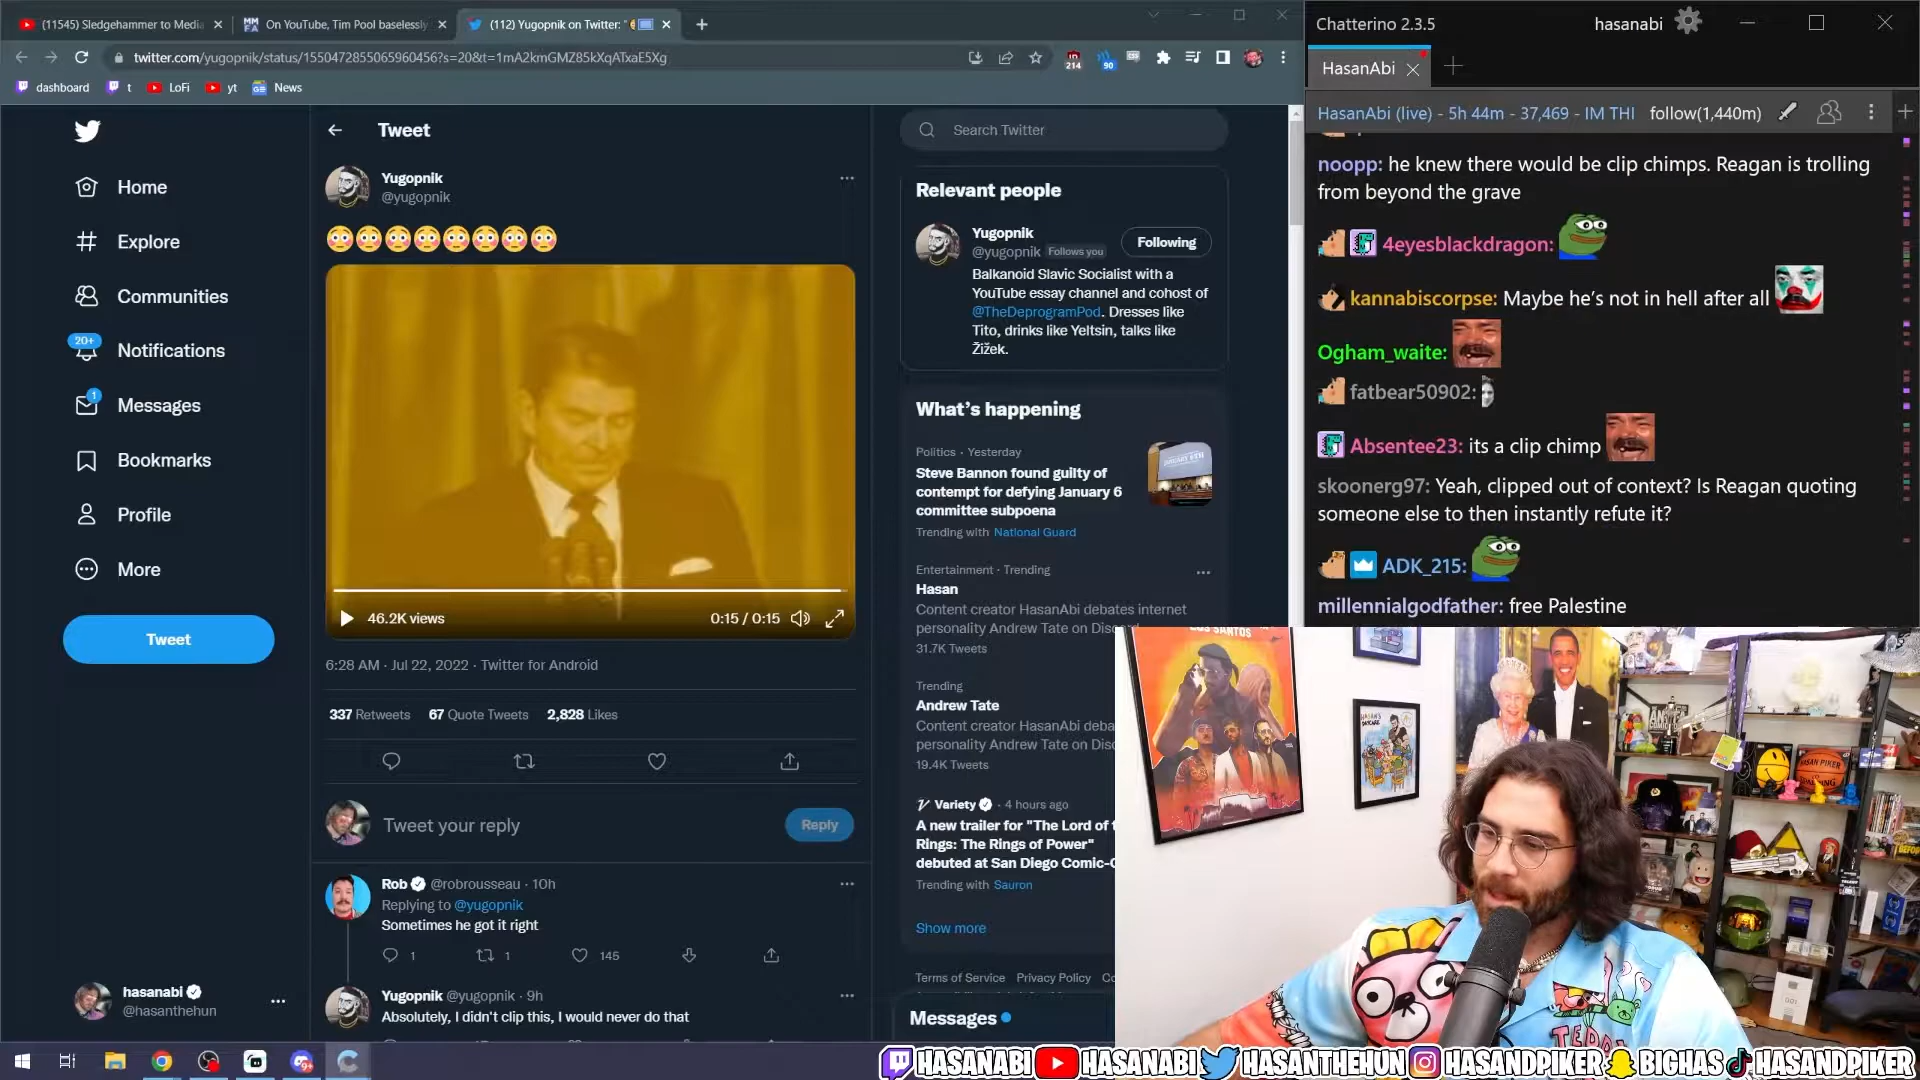 (11545) Sledgehammer to Media
On YouTube, Tim Pool baselessly
(112) Yugopnik on Twitter: "
twitter.com/yugopnik/status/1550472855065960456?s=20&t=1mA2kmGMZ85kXqATxaE5Xg
214
90
dashboard
t
LoFi
yt
News
Home
Explore
Communities
20+
Notifications
1
Messages
Bookmarks
Profile
More
Tweet
hasanabi
@hasanthehun
Tweet
Yugopnik
@yugopnik
46.2K views
0:15 / 0:15
6:28 AM · Jul 22, 2022 · Twitter for Android
337 Retweets 67 Quote Tweets 2,828 Likes
Tweet your reply
Reply
Rob @robrousseau · 10h
Replying to @yugopnik
Sometimes he got it right
1
1
145
Yugopnik @yugopnik · 9h
Absolutely, I didn't clip this, I would never do that
Search Twitter
Relevant people
Yugopnik
@yugopnik Follows you
Following
Balkanoid Slavic Socialist with a
YouTube essay channel and cohost of
@TheDeprogramPod. Dresses like
Tito, drinks like Yeltsin, talks like
Žižek.
What's happening
Politics · Yesterday
Steve Bannon found guilty of
contempt for defying January 6
committee subpoena
Trending with National Guard
Entertainment · Trending
Hasan
Content creator HasanAbi debates internet
personality Andrew Tate on Disc
31.7K Tweets
Trending
Andrew Tate
Content creator HasanAbi deba
personality Andrew Tate on Disc
19.4K Tweets
Variety · 4 hours ago
A new trailer for "The Lord of t
Rings: The Rings of Power"
debuted at San Diego Comic-C
Trending with Sauron
Show more
Terms of Service Privacy Policy Co
Messages
Chatterino 2.3.5
hasanabi
HasanAbi
HasanAbi (live) - 5h 44m - 37,469 - IM THI
follow(1,440m)
noopp: he knew there would be clip chimps. Reagan is trolling
from beyond the grave
4eyesblackdragon:
kannabiscorpse: Maybe he's not in hell after all
Ogham_waite:
fatbear50902:
Absentee23: its a clip chimp
skoonerg97: Yeah, clipped out of context? Is Reagan quoting
someone else to then instantly refute it?
ADK_215:
millennialgodfather: free Palestine
LOS SANTOS
HASAN PIKER
HASANABI
HASANABI
HASANTHEHUN
HASANDPIKER
BIGHAS
HASANDPIKER